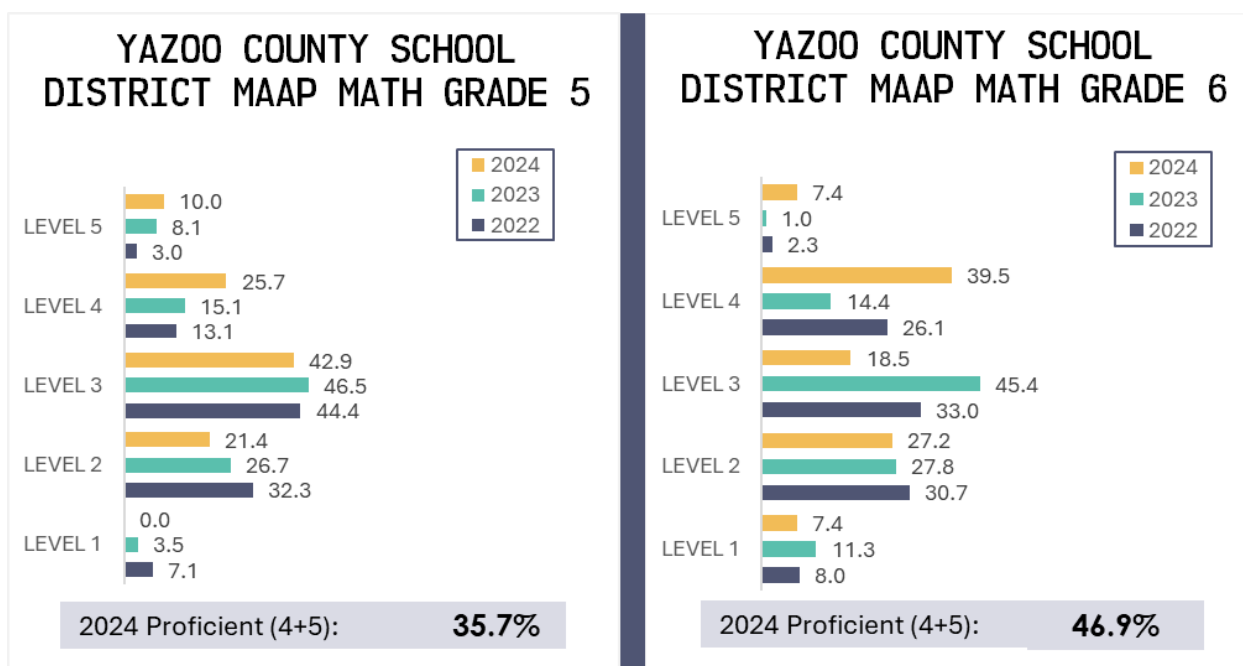 YAZOO COUNTY SCHOOL
DISTRICT MAAP MATH GRADE 5
2024
2023
2022
LEVEL 5
10.0
8.1
3.0
LEVEL 4
25.7
15.1
13.1
LEVEL 3
42.9
46.5
44.4
LEVEL 2
21.4
26.7
32.3
LEVEL 1
0.0
3.5
7.1
2024 Proficient (4+5): 35.7%
YAZOO COUNTY SCHOOL
DISTRICT MAAP MATH GRADE 6
2024
2023
2022
LEVEL 5
7.4
1.0
2.3
LEVEL 4
39.5
14.4
26.1
LEVEL 3
18.5
45.4
33.0
LEVEL 2
27.2
27.8
30.7
LEVEL 1
7.4
11.3
8.0
2024 Proficient (4+5): 46.9%